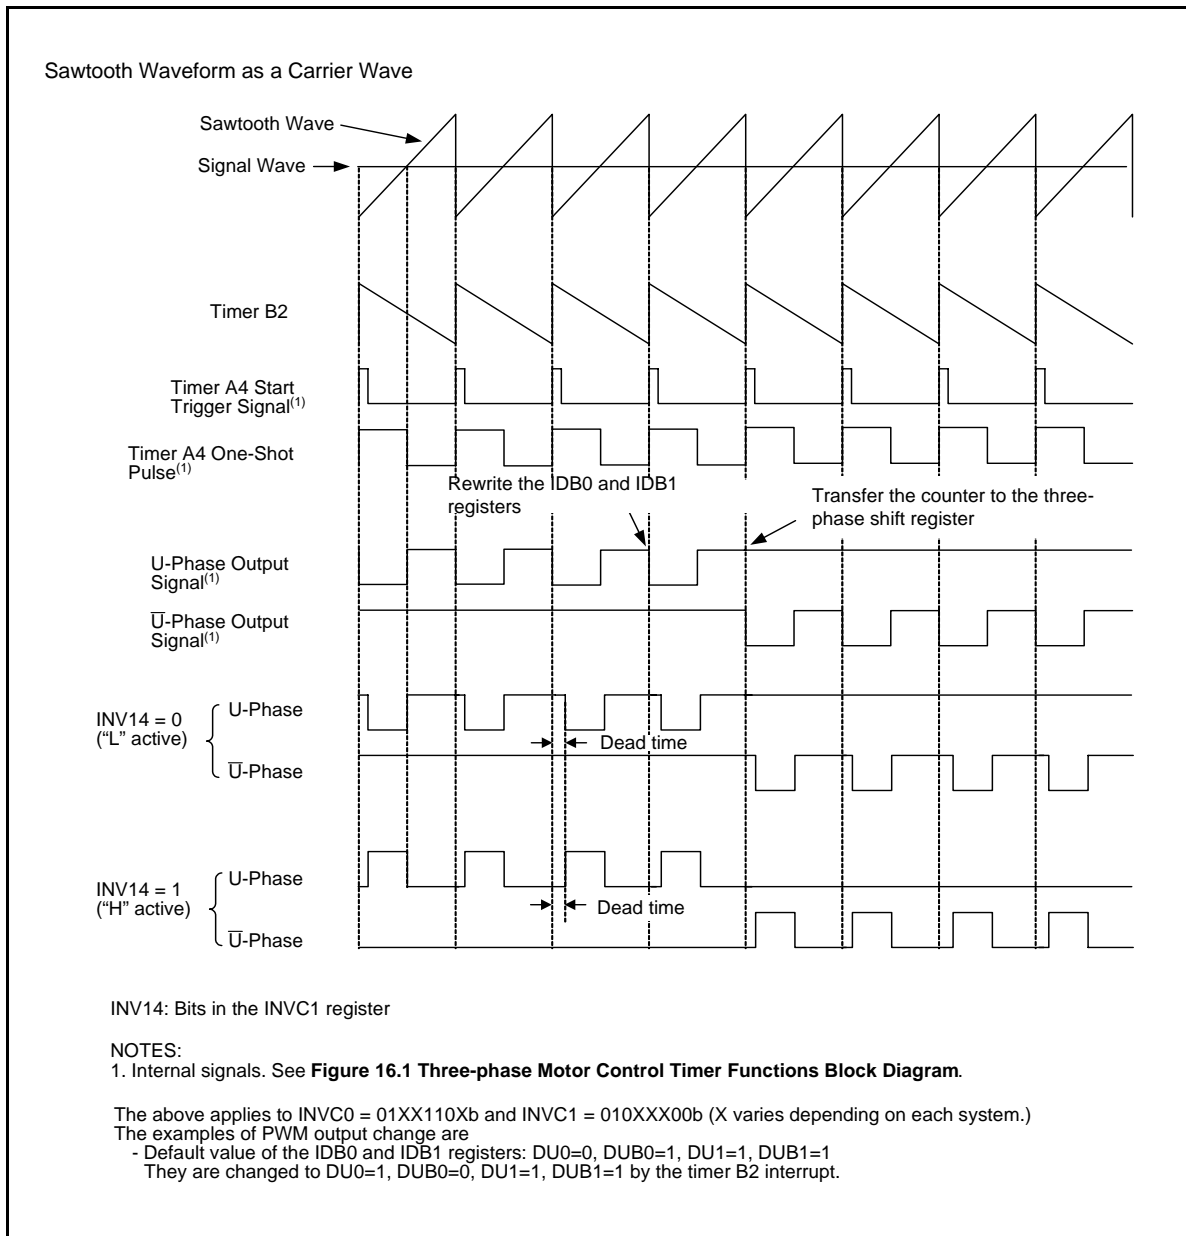 Sawtooth Waveform as a Carrier Wave
Sawtooth Wave
Signal Wave
Timer B2
Timer A4 Start
Trigger Signal(1)
Timer A4 One-Shot
Pulse(1)
Rewrite the IDB0 and IDB1
registers
Transfer the counter to the three-
phase shift register
U-Phase Output
Signal(1)
U̅-Phase Output
Signal(1)
INV14 = 0
(“L” active)
U-Phase
Dead time
U̅-Phase
INV14 = 1
(“H” active)
U-Phase
Dead time
U̅-Phase
INV14: Bits in the INVC1 register
NOTES:
1. Internal signals. See Figure 16.1 Three-phase Motor Control Timer Functions Block Diagram.
The above applies to INVC0 = 01XX110Xb and INVC1 = 010XXX00b (X varies depending on each system.)
The examples of PWM output change are
- Default value of the IDB0 and IDB1 registers: DU0=0, DUB0=1, DU1=1, DUB1=1
They are changed to DU0=1, DUB0=0, DU1=1, DUB1=1 by the timer B2 interrupt.